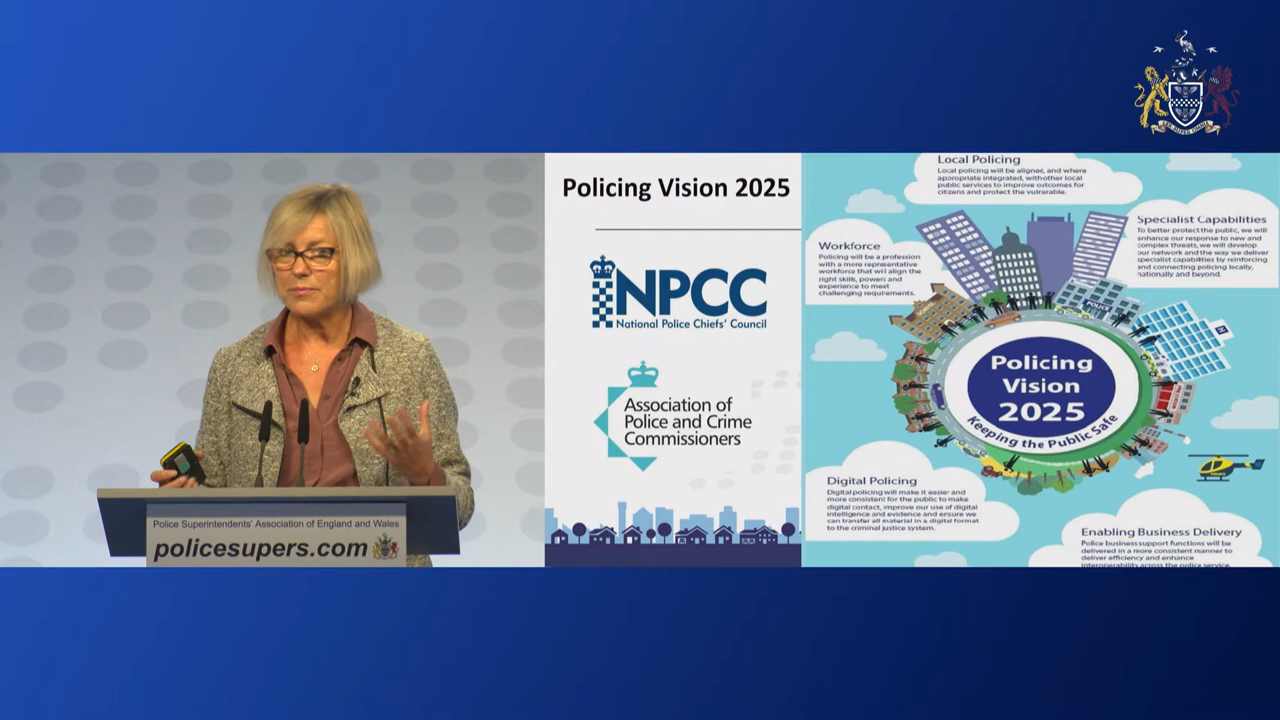 Police Superintendents' Association of England and Wales
policesupers.com
Policing Vision 2025
NPCC
National Police Chiefs' Council
Association of
Police and Crime
Commissioners
Local Policing
Local policing will be aligned, and where
appropriate integrated, withother local
public services to improve outcomes for
citizens and protect the vulnerable.
Specialist Capabilities
To better protect the public, we will
enhance our response to new and
complex threats, we will develop
our network and the way we deliver
specialist capabilities by reinforcing
and connecting policing locally,
nationally and beyond.
Workforce
Policing will be a profession
with a more representative
workforce that will align the
right skills, powers and
experience to meet
challenging requirements.
POLICE
Policing
Vision
2025
Keeping the Public Safe
Digital Policing
Digital policing will make it easier and
more consistent for the public to make
digital contact, improve our use of digital
intelligence and evidence and ensure we
can transfer all material in a digital format
to the criminal justice system.
Enabling Business Delivery
Police business support functions will be
delivered in a more consistent manner to
deliver efficiency and enhance
interoperability across the police service.